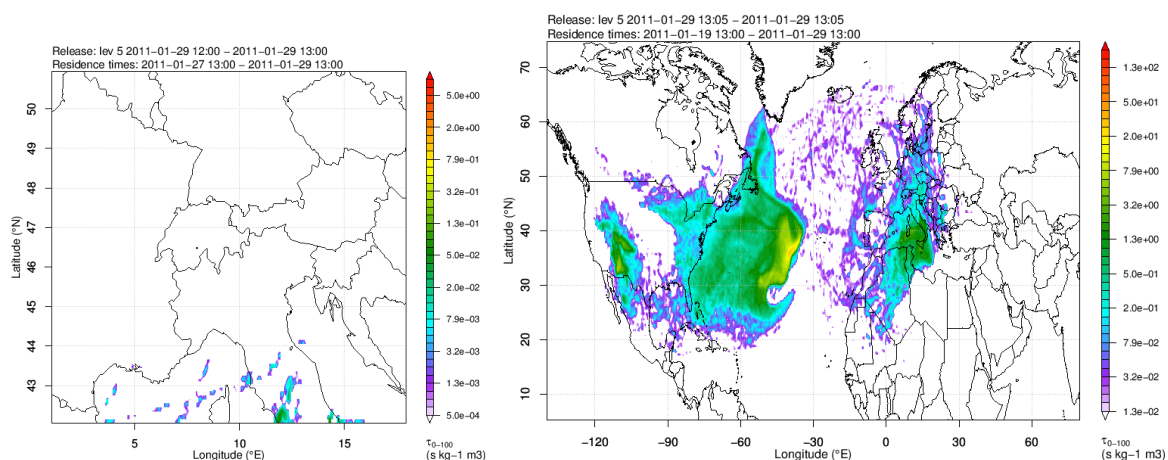 Release: lev 5 2011-01-29 12:00 - 2011-01-29 13:00
Residence times: 2011-01-27 13:00 - 2011-01-29 13:00
50
49
48
47
46
45
44
43
Latitude (°N)
5
10
15
Longitude (°E)
5.0e+00
2.0e+00
7.9e-01
3.2e-01
1.3e-01
5.0e-02
2.0e-02
7.9e-03
3.2e-03
1.3e-03
5.0e-04
τ0-100
(s kg-1 m3)
Release: lev 5 2011-01-29 13:05 - 2011-01-29 13:05
Residence times: 2011-01-19 13:00 - 2011-01-29 13:00
70
60
50
40
30
20
10
Latitude (°N)
-120
-90
-60
-30
0
30
60
Longitude (°E)
1.3e+02
5.0e+01
2.0e+01
7.9e+00
3.2e+00
1.3e+00
5.0e-01
2.0e-01
7.9e-02
3.2e-02
1.3e-02
τ0-100
(s kg-1 m3)